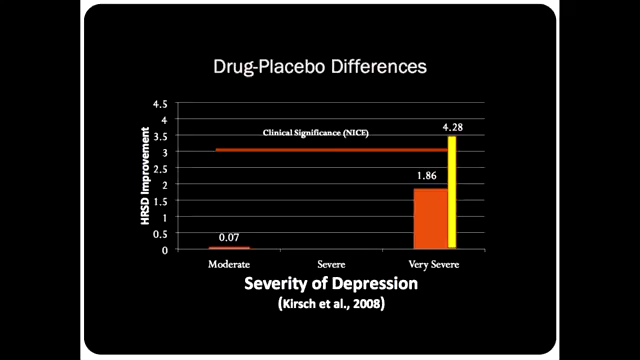 Drug-Placebo Differences
4.5
4
3.5
3
2.5
2
1.5
1
0.5
0
HRSD Improvement
Clinical Significance (NICE)
0.07
1.86
4.28
Moderate
Severe
Very Severe
Severity of Depression
(Kirsch et al., 2008)